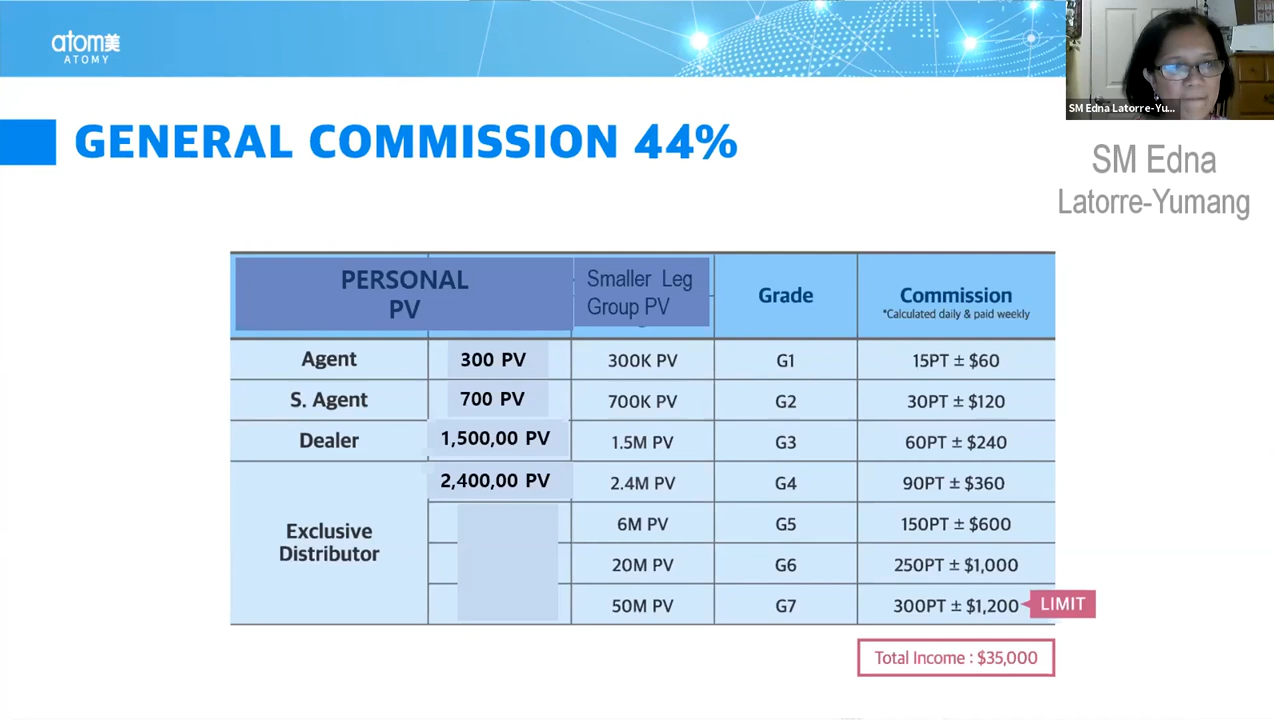 atom美
ATOMY
SM Edna Latorre-Yu...
GENERAL COMMISSION 44%
SM Edna
Latorre-Yumang
PERSONAL
PV
Smaller Leg
Group PV
Grade
Commission
*Calculated daily & paid weekly
Agent 300 PV 300K PV G1 15PT ± $60
S. Agent 700 PV 700K PV G2 30PT ± $120
Dealer 1,500,00 PV 1.5M PV G3 60PT ± $240
2,400,00 PV 2.4M PV G4 90PT ± $360
Exclusive
Distributor
6M PV G5 150PT ± $600
20M PV G6 250PT ± $1,000
50M PV G7 300PT ± $1,200 LIMIT
Total Income : $35,000